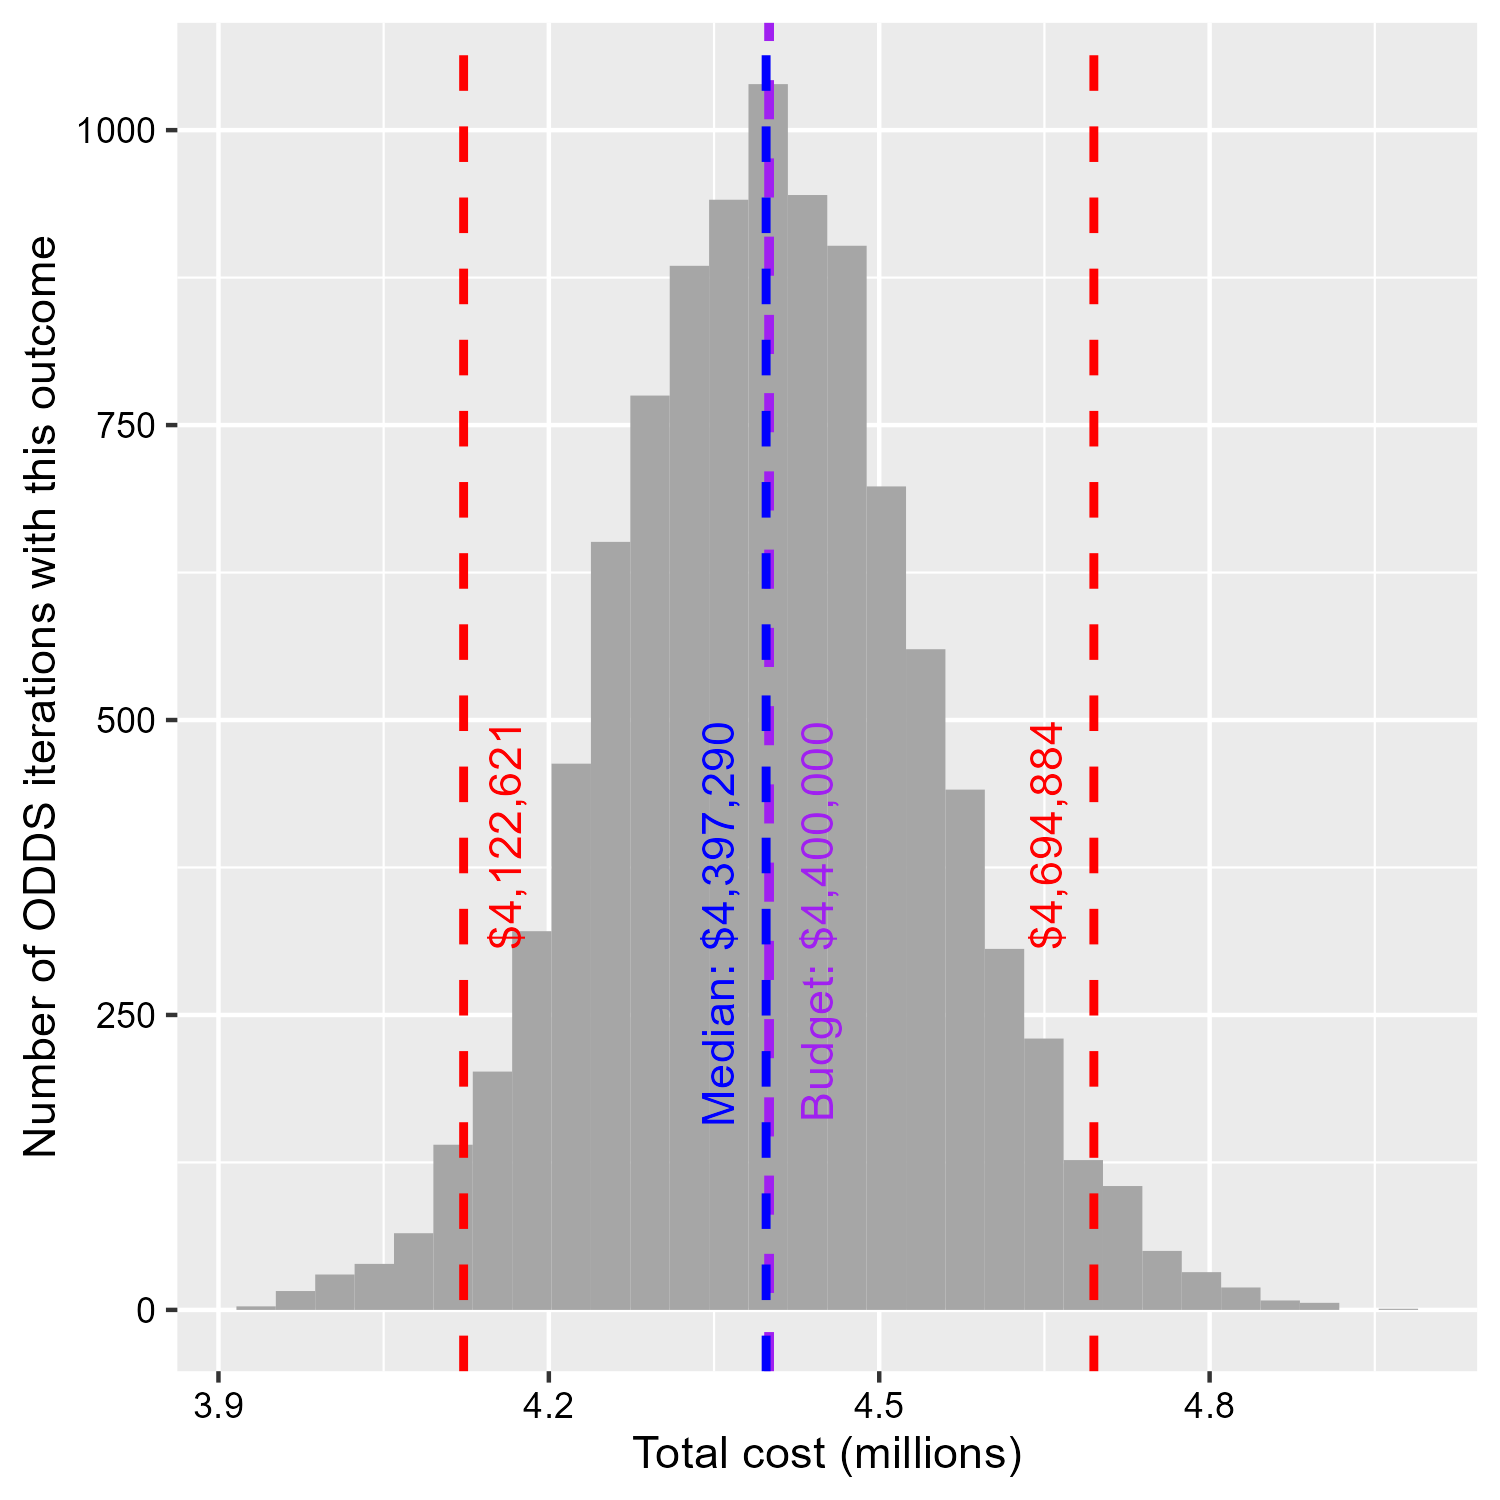 Number of ODDS iterations with this outcome
1000
750
500
250
0
$4,122,621
Median: $4,397,290
Budget: $4,400,000
$4,694,884
3.9
4.2
4.5
4.8
Total cost (millions)